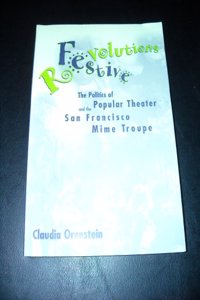 Fevolutions
Restive
The Politics of
Popular Theater
and the
San Francisco
Mime Troupe
Claudia Orenstein